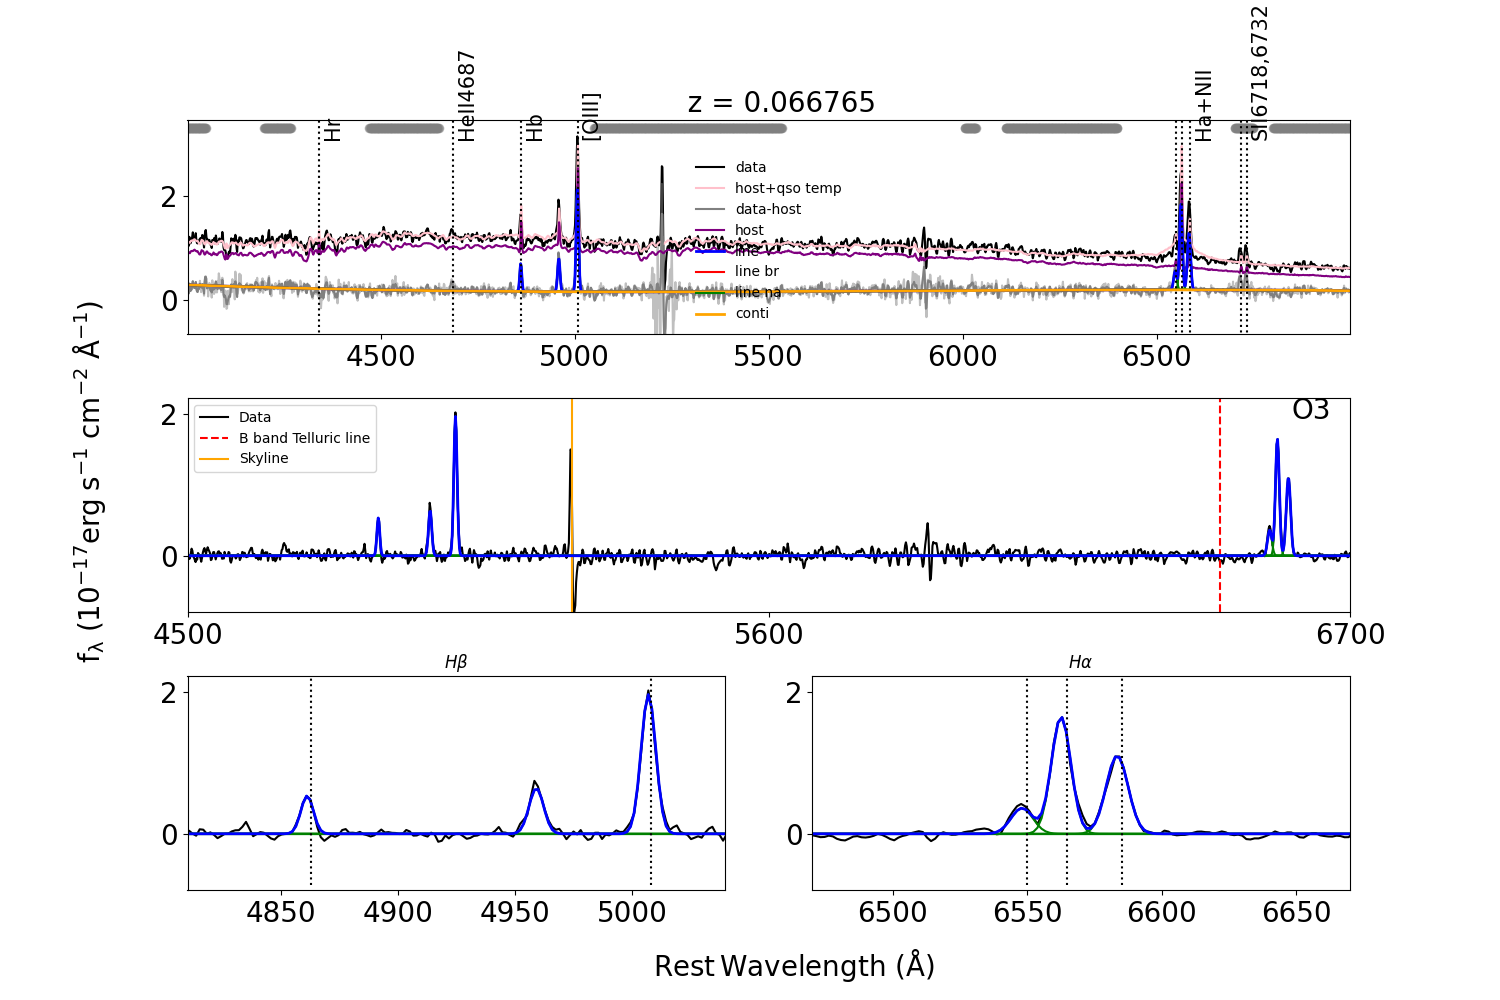 Hr
HeII4687
Hb
[OIII]
Ha+NII
SII6718,6732
z = 0.066765
2
0
data
host+qso temp
data-host
host
line
line br
line na
conti
4500
5000
5500
6000
6500
2
0
Data
B band Telluric line
Skyline
O3
4500
5600
6700
fλ (10⁻¹⁷erg s⁻¹ cm⁻² Å⁻¹)
Hβ
2
0
4850
4900
4950
5000
Hα
2
0
6500
6550
6600
6650
Rest Wavelength (Å)